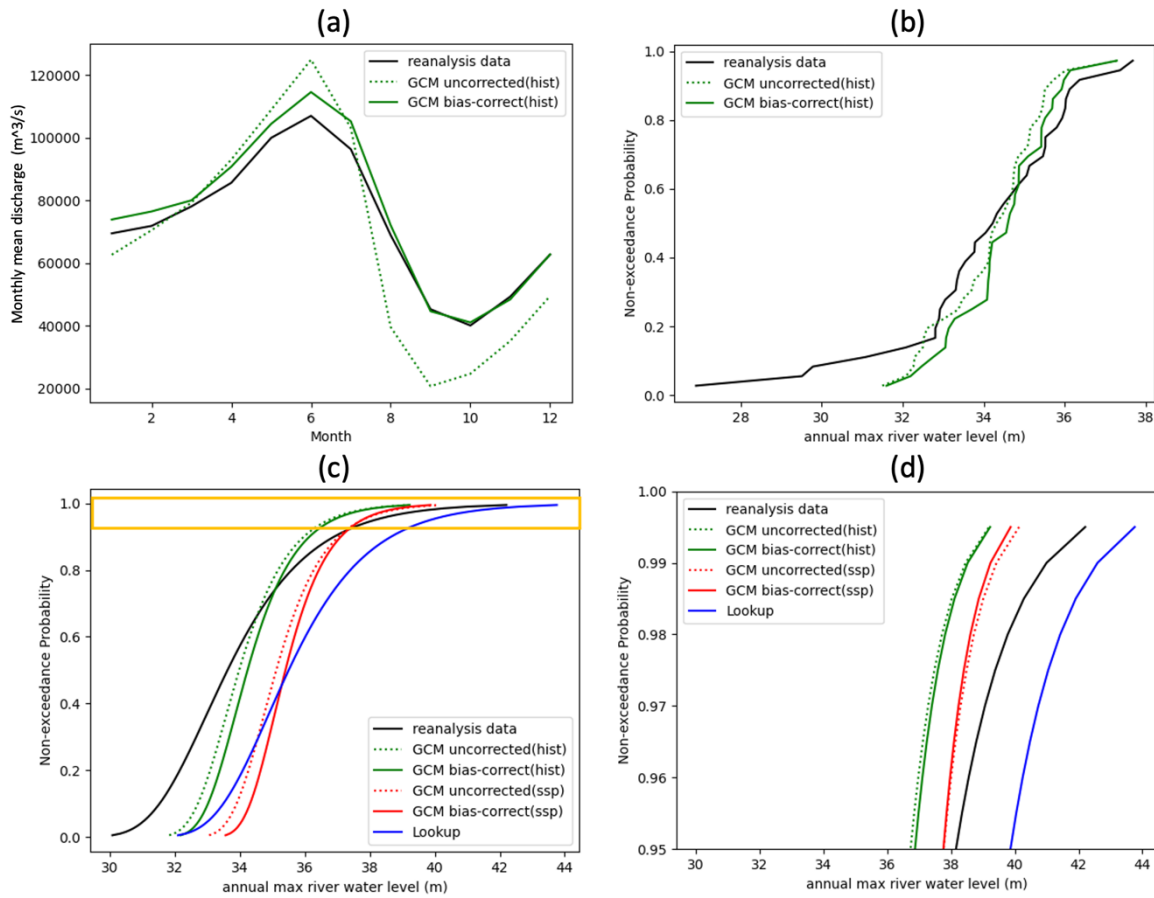 (a)
120000
100000
80000
60000
40000
20000
Monthly mean discharge (m^3/s)
reanalysis data
GCM uncorrected(hist)
GCM bias-correct(hist)
2 4 6 8 10 12
Month
(b)
1.0
0.8
0.6
0.4
0.2
0.0
Non-exceedance Probability
reanalysis data
GCM uncorrected(hist)
GCM bias-correct(hist)
28 30 32 34 36 38
annual max river water level (m)
(c)
1.0
0.8
0.6
0.4
0.2
0.0
Non-exceedance Probability
reanalysis data
GCM uncorrected(hist)
GCM bias-correct(hist)
GCM uncorrected(ssp)
GCM bias-correct(ssp)
Lookup
30 32 34 36 38 40 42 44
annual max river water level (m)
(d)
1.00
0.99
0.98
0.97
0.96
0.95
Non-exceedance Probability
reanalysis data
GCM uncorrected(hist)
GCM bias-correct(hist)
GCM uncorrected(ssp)
GCM bias-correct(ssp)
Lookup
30 32 34 36 38 40 42 44
annual max river water level (m)